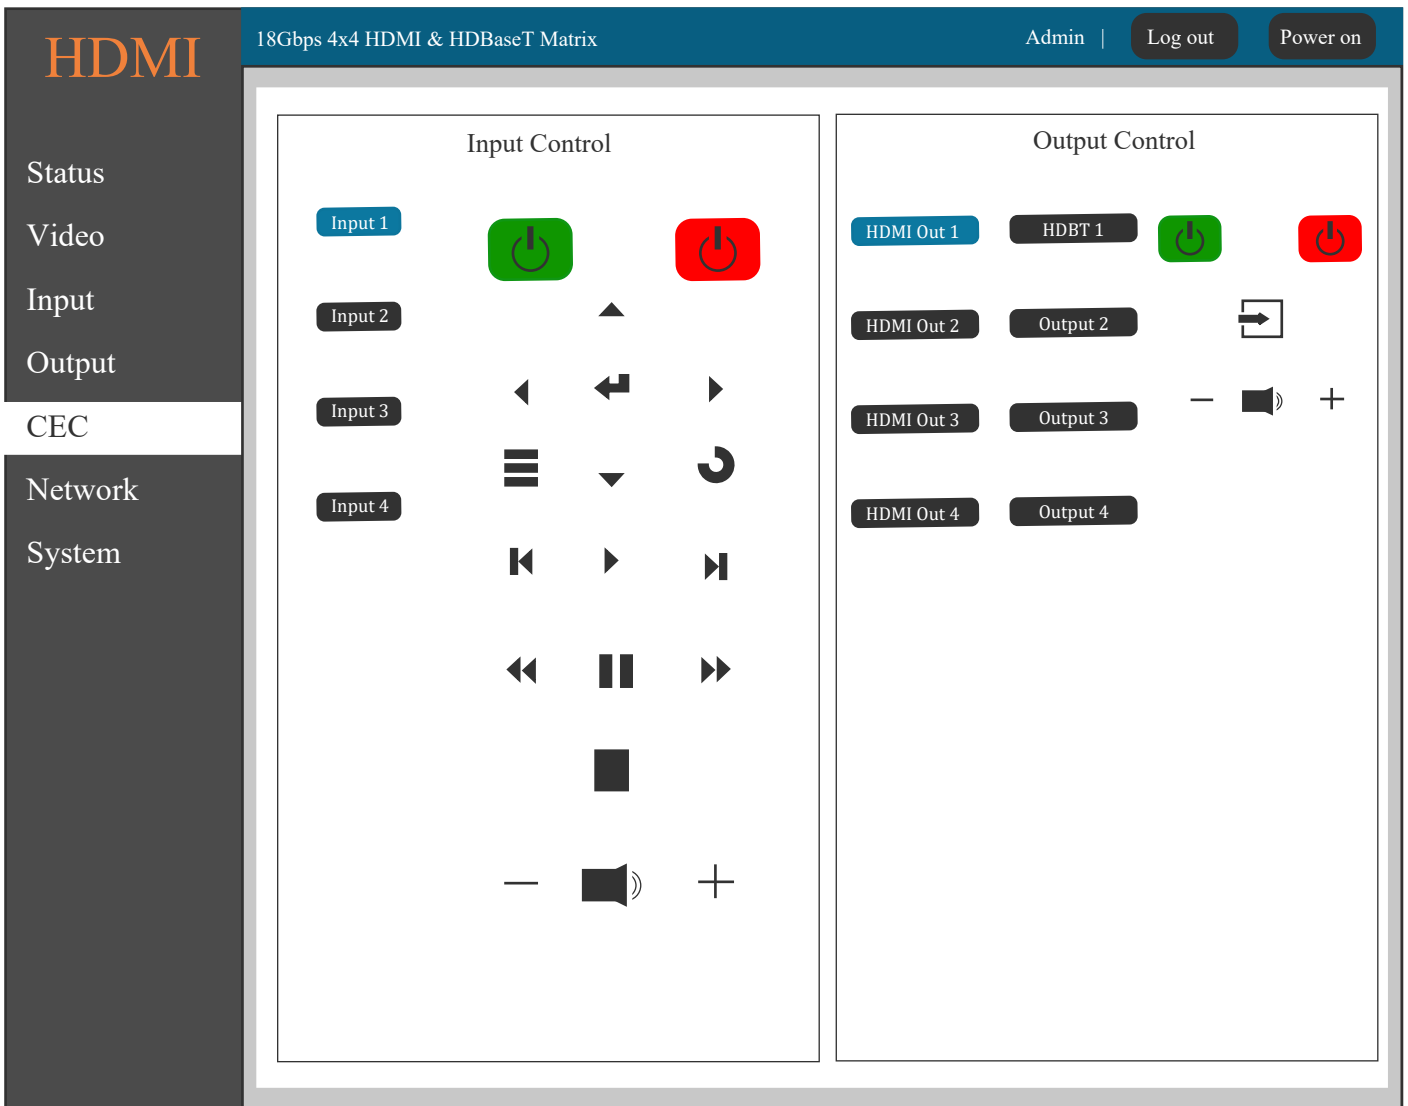 HDMI
18Gbps 4x4 HDMI & HDBaseT Matrix
Admin | Log out Power on
Status
Video
Input
Output
CEC
Network
System
Input Control
Input 1
Input 2
Input 3
Input 4
Output Control
HDMI Out 1 HDBT 1
HDMI Out 2 Output 2
HDMI Out 3 Output 3
HDMI Out 4 Output 4